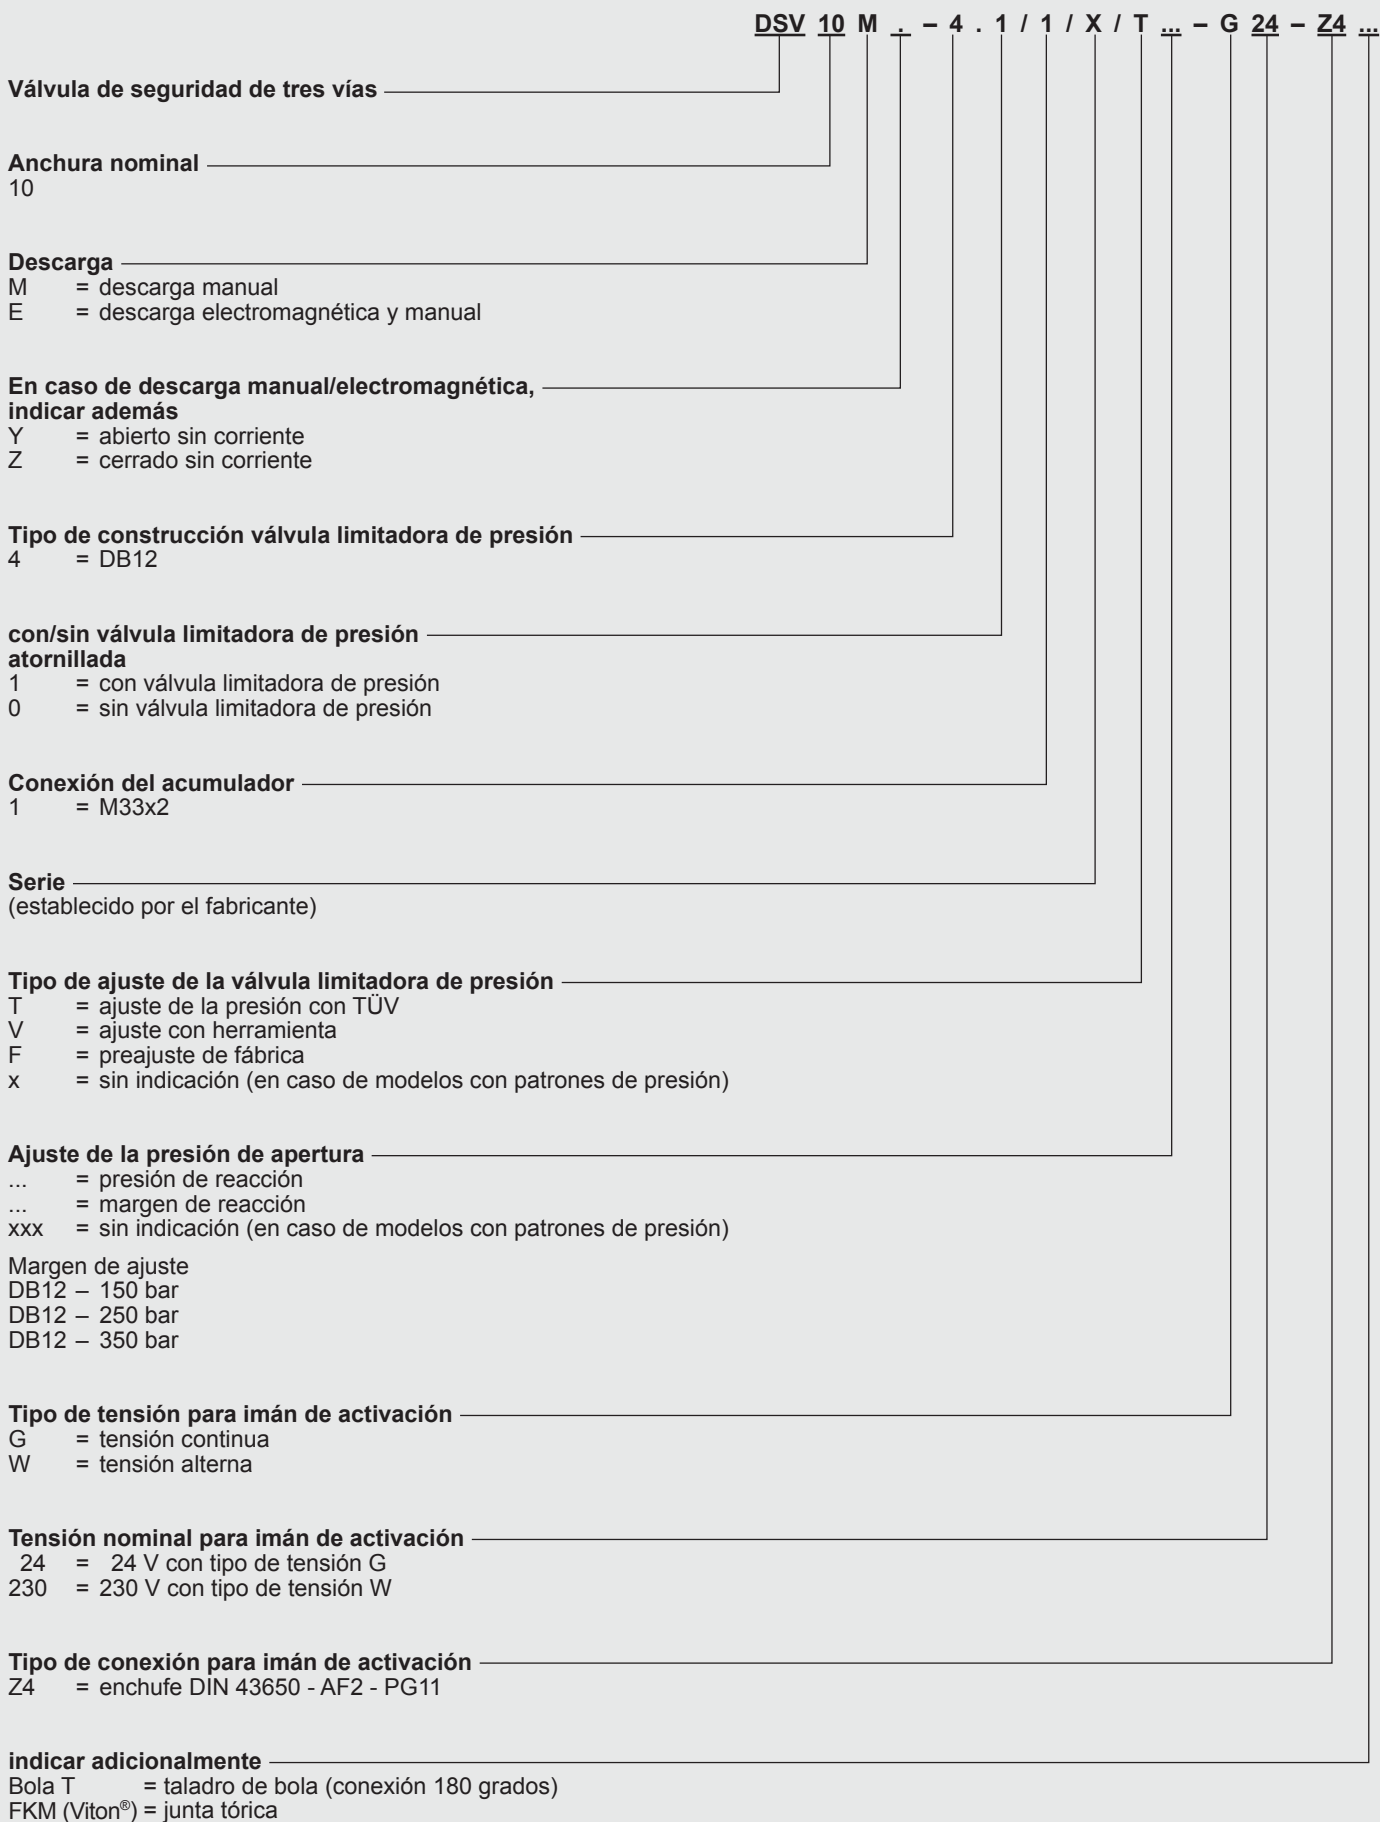 DSV 10 M . – 4 . 1 / 1 / X / T ... – G 24 – Z4 ...
Válvula de seguridad de tres vías
Anchura nominal
10
Descarga
M = descarga manual
E = descarga electromagnética y manual
En caso de descarga manual/electromagnética,
indicar además
Y = abierto sin corriente
Z = cerrado sin corriente
Tipo de construcción válvula limitadora de presión
4 = DB12
con/sin válvula limitadora de presión
atornillada
1 = con válvula limitadora de presión
0 = sin válvula limitadora de presión
Conexión del acumulador
1 = M33x2
Serie
(establecido por el fabricante)
Tipo de ajuste de la válvula limitadora de presión
T = ajuste de la presión con TÜV
V = ajuste con herramienta
F = preajuste de fábrica
x = sin indicación (en caso de modelos con patrones de presión)
Ajuste de la presión de apertura
... = presión de reacción
... = margen de reacción
xxx = sin indicación (en caso de modelos con patrones de presión)
Margen de ajuste
DB12 – 150 bar
DB12 – 250 bar
DB12 – 350 bar
Tipo de tensión para imán de activación
G = tensión continua
W = tensión alterna
Tensión nominal para imán de activación
24 = 24 V con tipo de tensión G
230 = 230 V con tipo de tensión W
Tipo de conexión para imán de activación
Z4 = enchufe DIN 43650 - AF2 - PG11
indicar adicionalmente
Bola T = taladro de bola (conexión 180 grados)
FKM (Viton®) = junta tórica